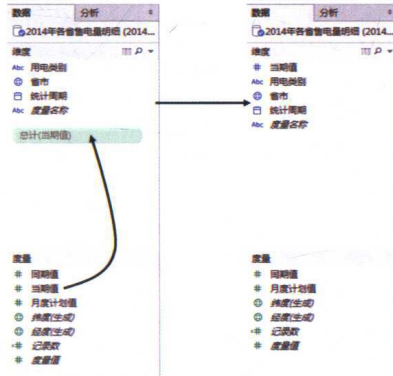 数据 分析
2014年各省售电量明细 (2014...
维度
Abc 用电类别
省市
统计周期
Abc 度量名称
总计(当期值)
度量
# 同期值
# 当期值
# 月度计划值
纬度(生成)
经度(生成)
=# 记录数
# 度量值
数据 分析
2014年各省售电量明细 (2014...
维度
# 当期值
Abc 用电类别
省市
统计周期
Abc 度量名称
度量
# 同期值
# 月度计划值
纬度(生成)
经度(生成)
=# 记录数
# 度量值